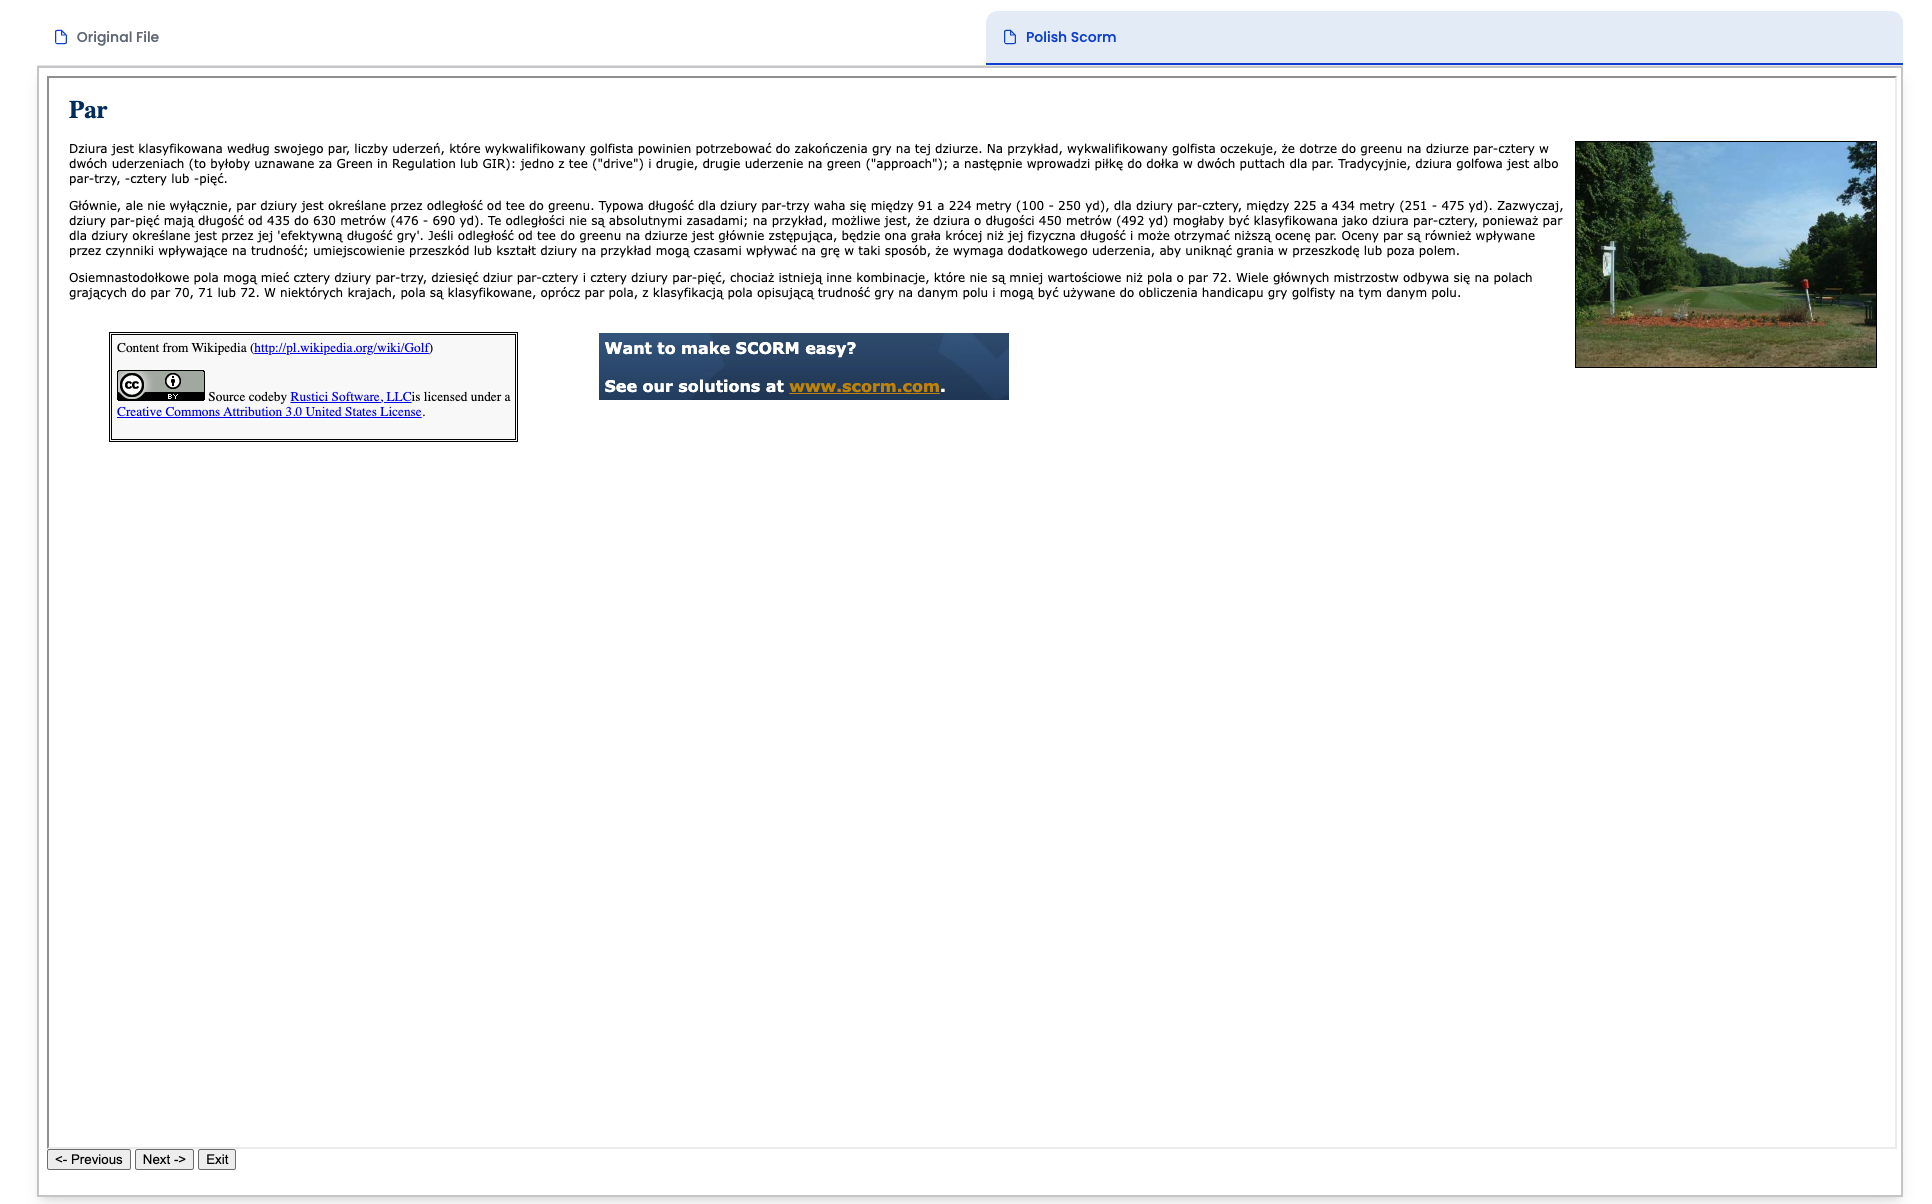 Original File
Polish Scorm
Par
Dziura jest klasyfikowana według swojego par, liczby uderzeń, które wykwalifikowany golfista powinien potrzebować do zakończenia gry na tej dziurze. Na przykład, wykwalifikowany golfista oczekuje, że dotrze do greenu na dziurze par-cztery w
dwóch uderzeniach (to byłoby uznawane za Green in Regulation lub GIR): jedno z tee ("drive") i drugie, drugie uderzenie na green ("approach"); a następnie wprowadzi piłkę do dołka w dwóch puttach dla par. Tradycyjnie, dziura golfowa jest albo
par-trzy, -cztery lub -pięć.
Głównie, ale nie wyłącznie, par dziury jest określane przez odległość od tee do greenu. Typowa długość dla dziury par-trzy waha się między 91 a 224 metry (100 - 250 yd), dla dziury par-cztery, między 225 a 434 metry (251 - 475 yd). Zazwyczaj,
dziury par-pięć mają długość od 435 do 630 metrów (476 - 690 yd). Te odległości nie są absolutnymi zasadami; na przykład, możliwe jest, że dziura o długości 450 metrów (492 yd) mogłaby być klasyfikowana jako dziura par-cztery, ponieważ par
dla dziury określane jest przez jej 'efektywną długość gry'. Jeśli odległość od tee do greenu na dziurze jest głównie zstępująca, będzie ona grała krócej niż jej fizyczna długość i może otrzymać niższą ocenę par. Oceny par są również wpływane
przez czynniki wpływające na trudność; umiejscowienie przeszkód lub kształt dziury na przykład mogą czasami wpływać na grę w taki sposób, że wymaga dodatkowego uderzenia, aby uniknąć grania w przeszkodę lub poza polem.
Osiemnastodołkowe pola mogą mieć cztery dziury par-trzy, dziesięć dziur par-cztery i cztery dziury par-pięć, chociaż istnieją inne kombinacje, które nie są mniej wartościowe niż pola o par 72. Wiele głównych mistrzostw odbywa się na polach
grających do par 70, 71 lub 72. W niektórych krajach, pola są klasyfikowane, oprócz par pola, z klasyfikacją pola opisującą trudność gry na danym polu i mogą być używane do obliczenia handicapu gry golfisty na tym danym polu.
Content from Wikipedia (http://pl.wikipedia.org/wiki/Golf)
cc BY Source codeby Rustici Software, LLCis licensed under a
Creative Commons Attribution 3.0 United States License.
Want to make SCORM easy?
See our solutions at www.scorm.com.
<- Previous Next -> Exit